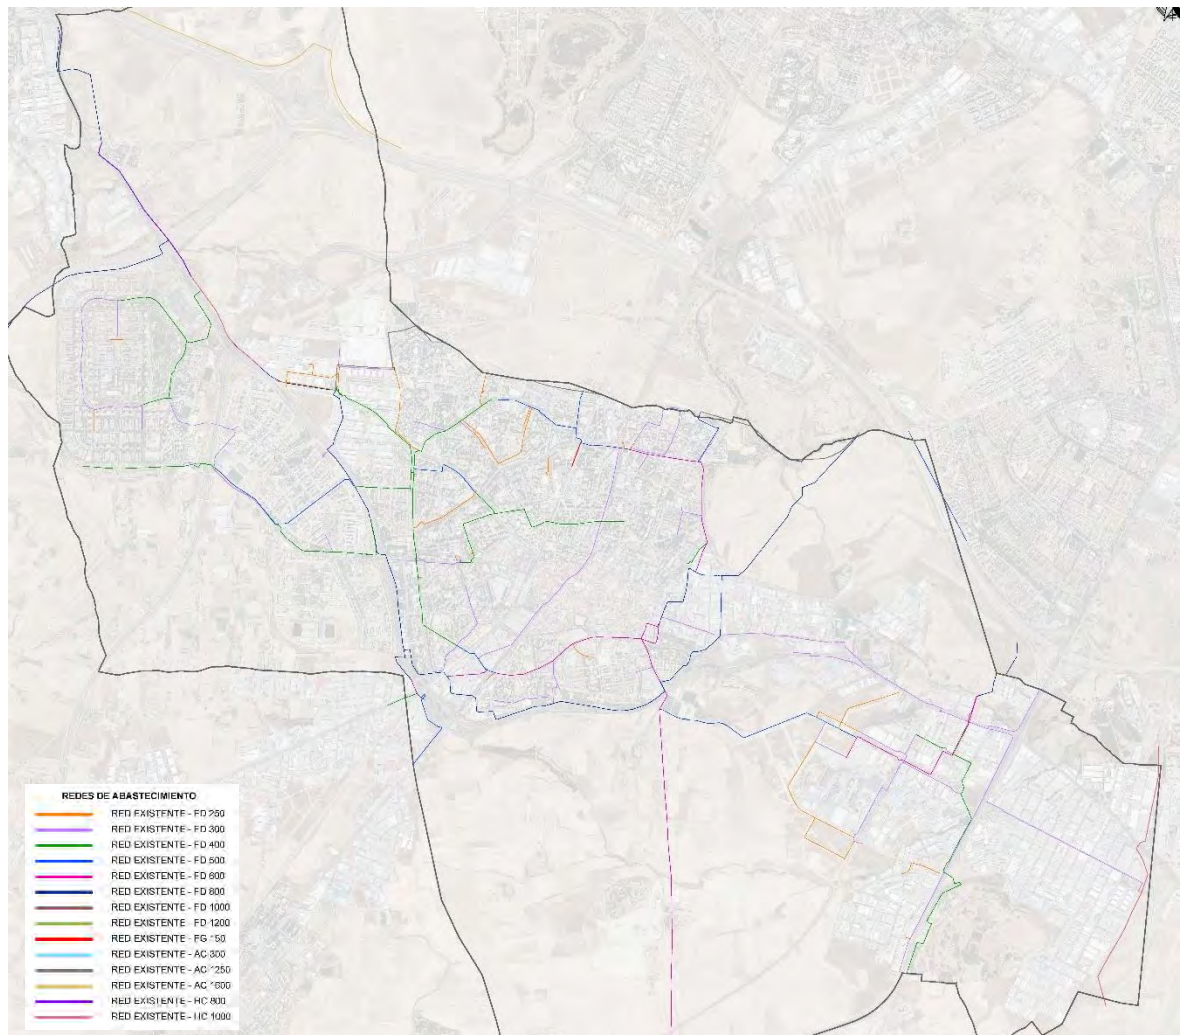 REDES DE ABASTECIMIENTO
RED EXISTENTE - FD 250
RED EXISTENTE - FD 300
RED EXISTENTE - FD 400
RED EXISTENTE - FD 500
RED EXISTENTE - FD 600
RED EXISTENTE - FD 800
RED EXISTENTE - FD 1000
RED EXISTENTE - FD 1200
RED EXISTENTE - FG 150
RED EXISTENTE - AC 300
RED EXISTENTE - AC 1250
RED EXISTENTE - AC 1600
RED EXISTENTE - HC 800
RED EXISTENTE - HC 1000